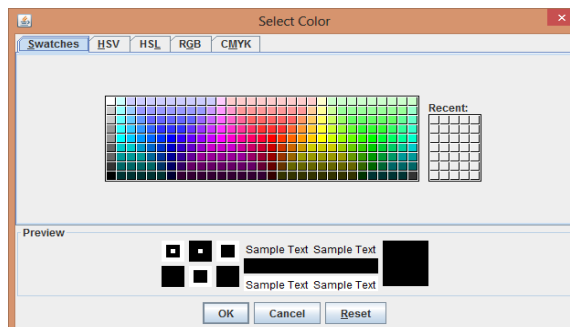 Select Color
Swatches HSV HSL RGB CMYK
Recent:
Preview
Sample Text Sample Text
Sample Text Sample Text
OK Cancel Reset